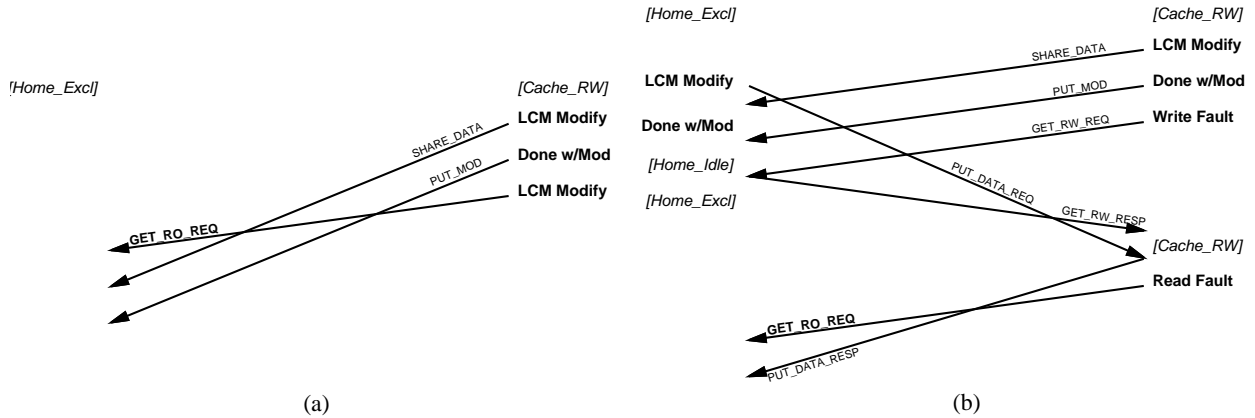 [Home_Excl]
[Cache_RW]
LCM Modify
SHARE_DATA
Done w/Mod
PUT_MOD
LCM Modify
GET_RO_REQ
(a)
[Home_Excl]
[Cache_RW]
SHARE_DATA
LCM Modify
LCM Modify
PUT_MOD
Done w/Mod
Done w/Mod
GET_RW_REQ
Write Fault
[Home_Idle]
PUT_DATA_REQ
[Home_Excl]
GET_RW_RESP
[Cache_RW]
Read Fault
GET_RO_REQ
PUT_DATA_RESP
(b)